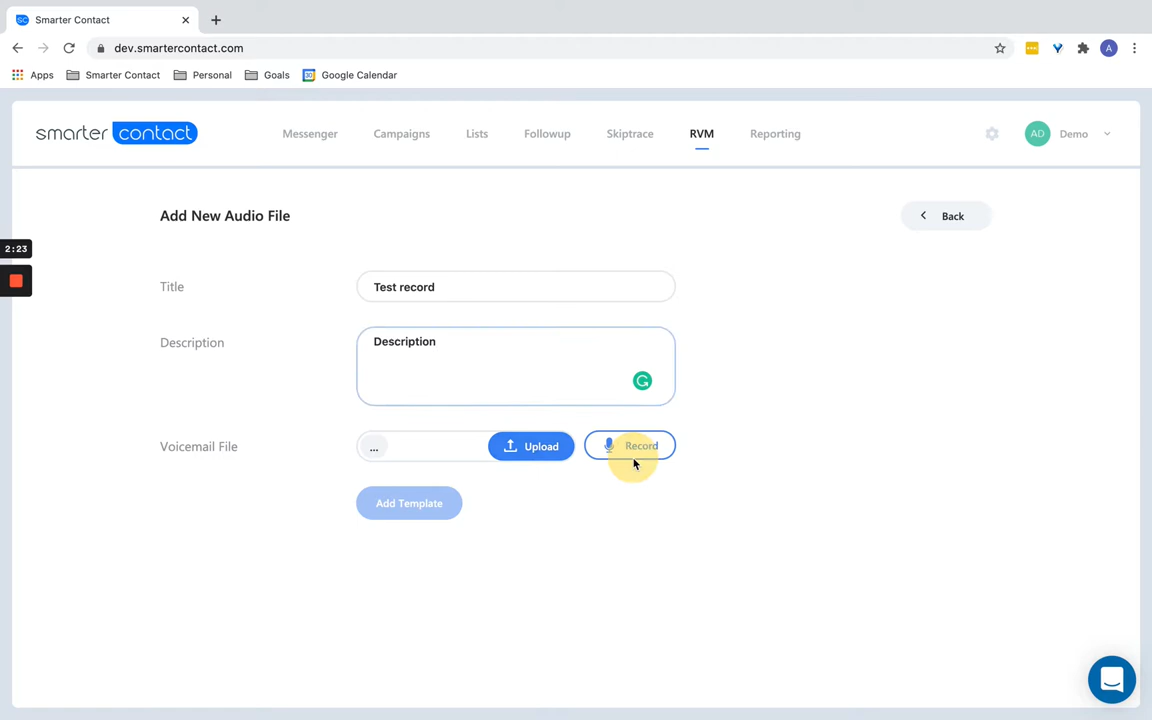 Smarter Contact
dev.smartercontact.com
A
Apps Smarter Contact Personal Goals 30 Google Calendar
smarter contact
Messenger Campaigns Lists Followup Skiptrace RVM Reporting AD Demo
Add New Audio File
Back
2:23
Title Test record
Description Description
Voicemail File ... Upload Record
Add Template